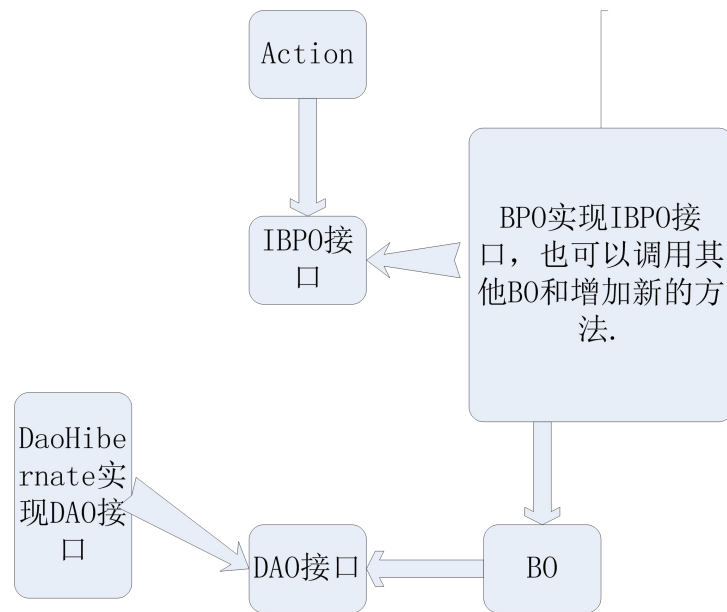 Action
IBPO接
口
BPO实现IBPO接
口，也可以调用其
他BO和增加新的方
法.
DaoHibe
rnate实
现DAO接
口
DAO接口
BO